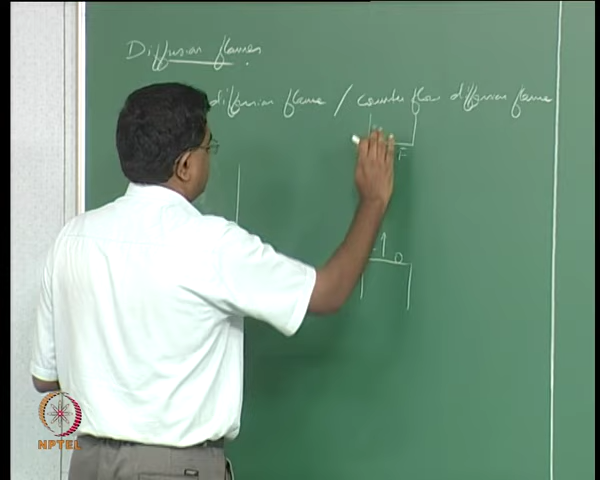 Diffusion flames
diffusion flame / counter flow diffusion flame
F
O
NPTEL